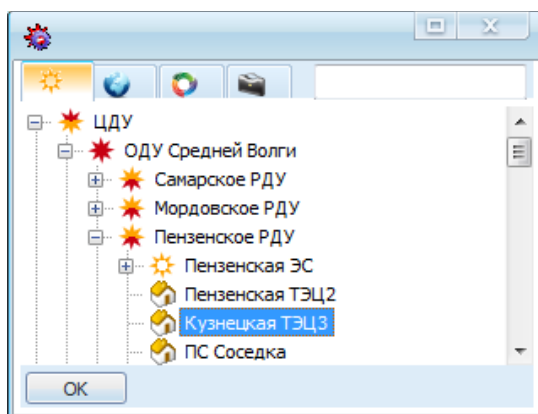 ЦДУ
ОДУ Средней Волги
Самарское РДУ
Мордовское РДУ
Пензенское РДУ
Пензенская ЭС
Пензенская ТЭЦ2
Кузнецкая ТЭЦ3
ПС Соседка
OK